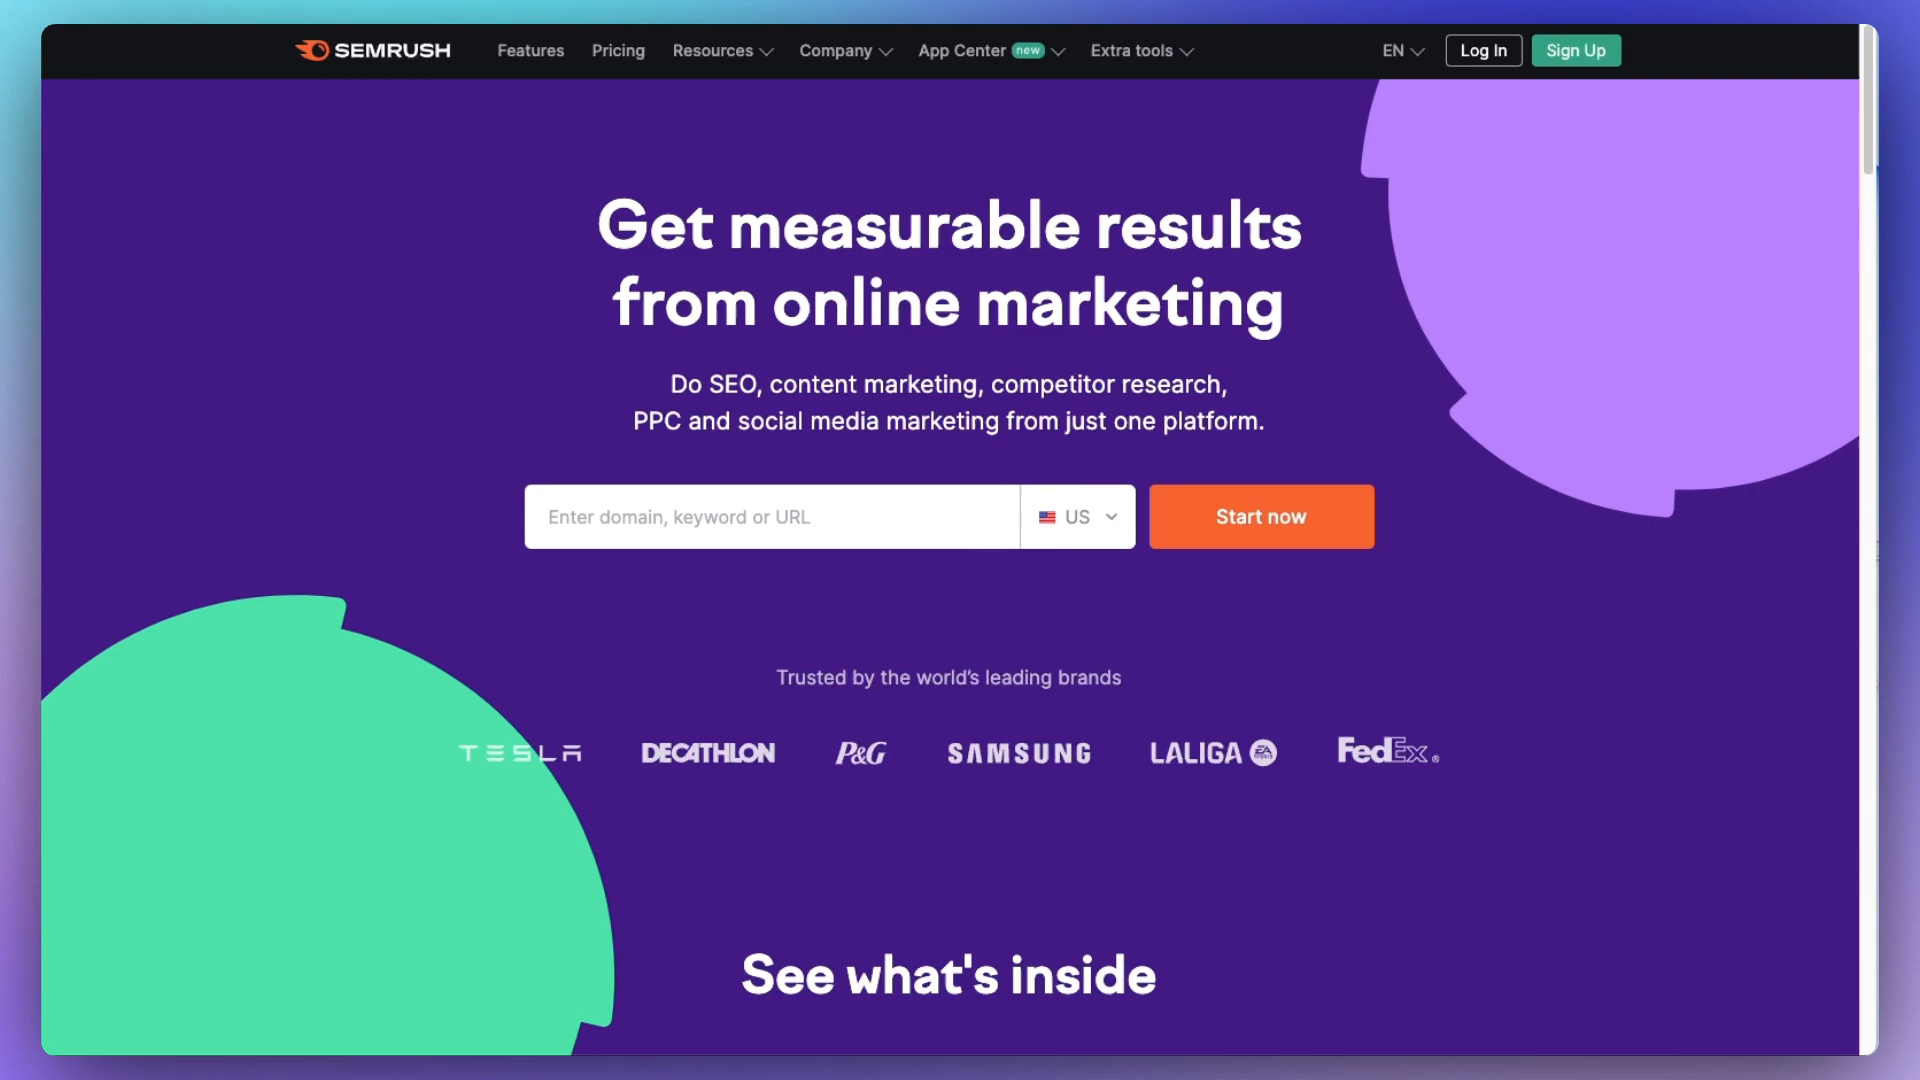 SEMRUSH Features Pricing Resources Company App Center new Extra tools EN Log In Sign Up
Get measurable results
from online marketing
Do SEO, content marketing, competitor research,
PPC and social media marketing from just one platform.
Enter domain, keyword or URL US Start now
Trusted by the world’s leading brands
TESLA DECATHLON P&G SAMSUNG LALIGA EA SPORTS FedEx®
See what's inside